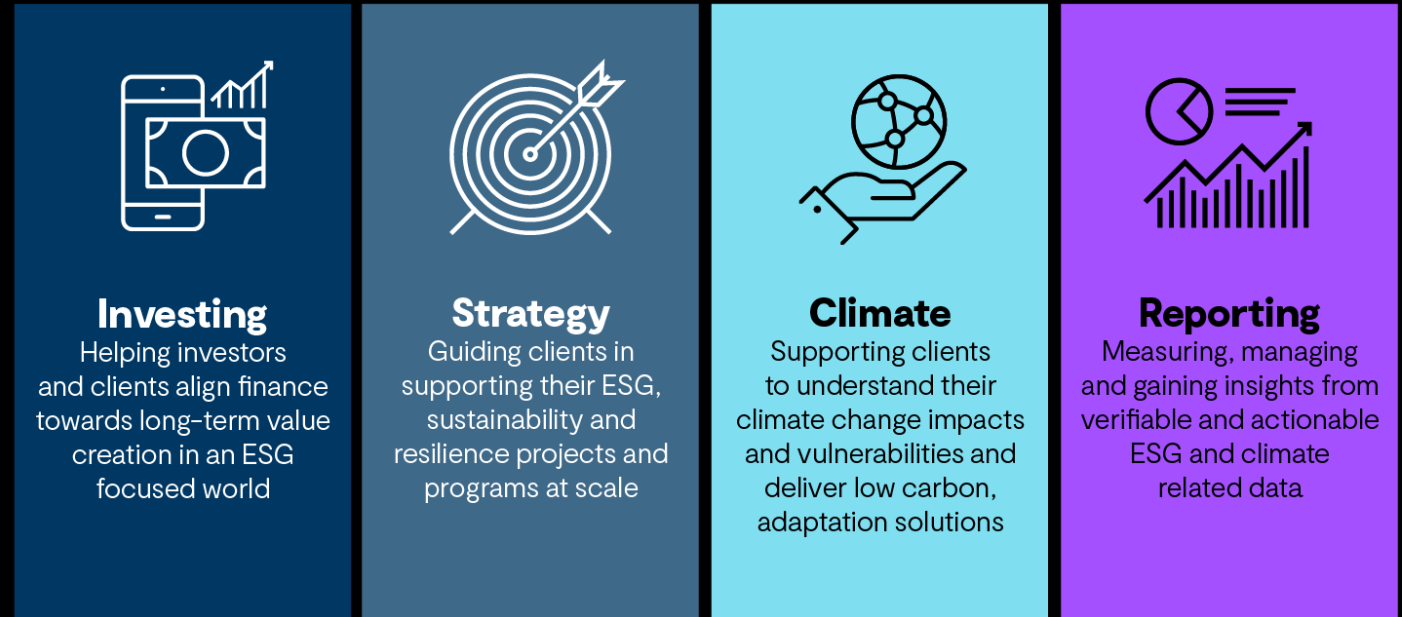 Investing
Helping investors
and clients align finance
towards long-term value
creation in an ESG
focused world
Strategy
Guiding clients in
supporting their ESG,
sustainability and
resilience projects and
programs at scale
Climate
Supporting clients
to understand their
climate change impacts
and vulnerabilities and
deliver low carbon,
adaptation solutions
Reporting
Measuring, managing
and gaining insights from
verifiable and actionable
ESG and climate
related data